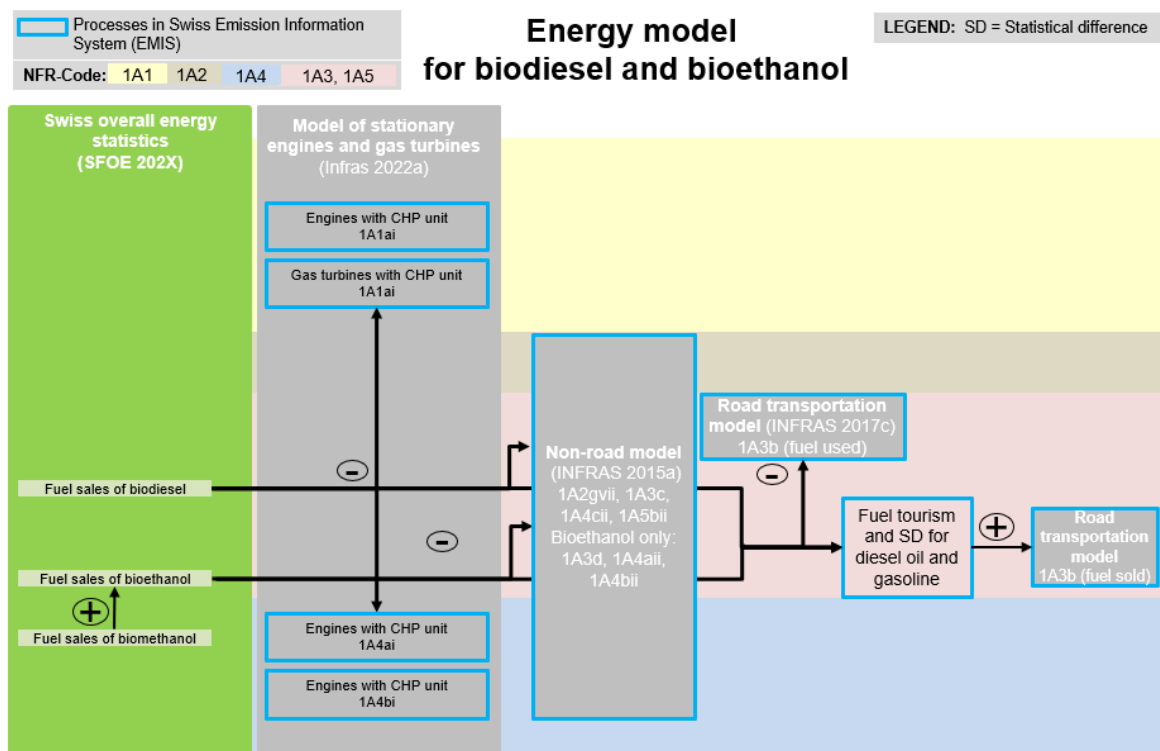 Processes in Swiss Emission Information
System (EMIS)
NFR-Code: 1A1 1A2 1A4 1A3, 1A5
Energy model
for biodiesel and bioethanol
LEGEND: SD = Statistical difference
Swiss overall energy
statistics
(SFOE 202X)
Model of stationary
engines and gas turbines
(Infras 2022a)
Engines with CHP unit
1A1ai
Gas turbines with CHP unit
1A1ai
Fuel sales of biodiesel
Fuel sales of bioethanol
Fuel sales of biomethanol
+
-
-
Engines with CHP unit
1A4ai
Engines with CHP unit
1A4bi
Non-road model
(INFRAS 2015a)
1A2gvii, 1A3c,
1A4cii, 1A5bii
Bioethanol only:
1A3d, 1A4aii,
1A4bii
Road transportation
model (INFRAS 2017c)
1A3b (fuel used)
-
Fuel tourism
and SD for
diesel oil and
gasoline
+
Road
transportation
model
1A3b (fuel sold)